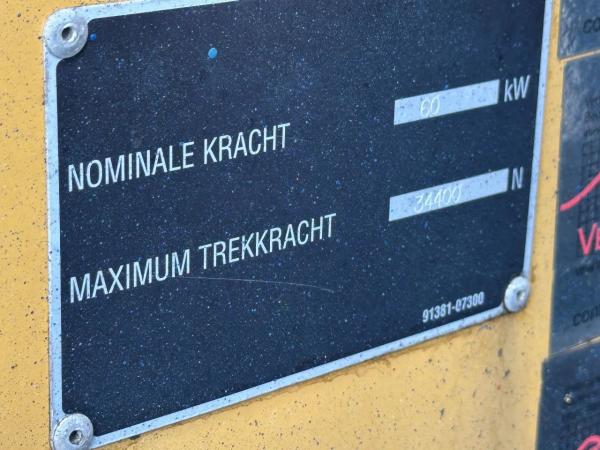 NOMINALE KRACHT 60 kW
MAXIMUM TREKKRACHT 34400 N
91381-07300